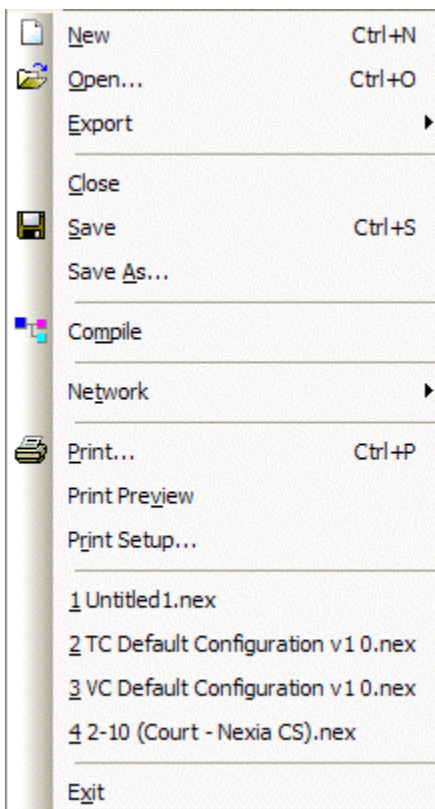 New Ctrl+N
Open... Ctrl+O
Export
Close
Save Ctrl+S
Save As...
Compile
Network
Print... Ctrl+P
Print Preview
Print Setup...
1 Untitled1.nex
2 TC Default Configuration v1 0.nex
3 VC Default Configuration v1 0.nex
4 2-10 (Court - Nexia CS).nex
Exit